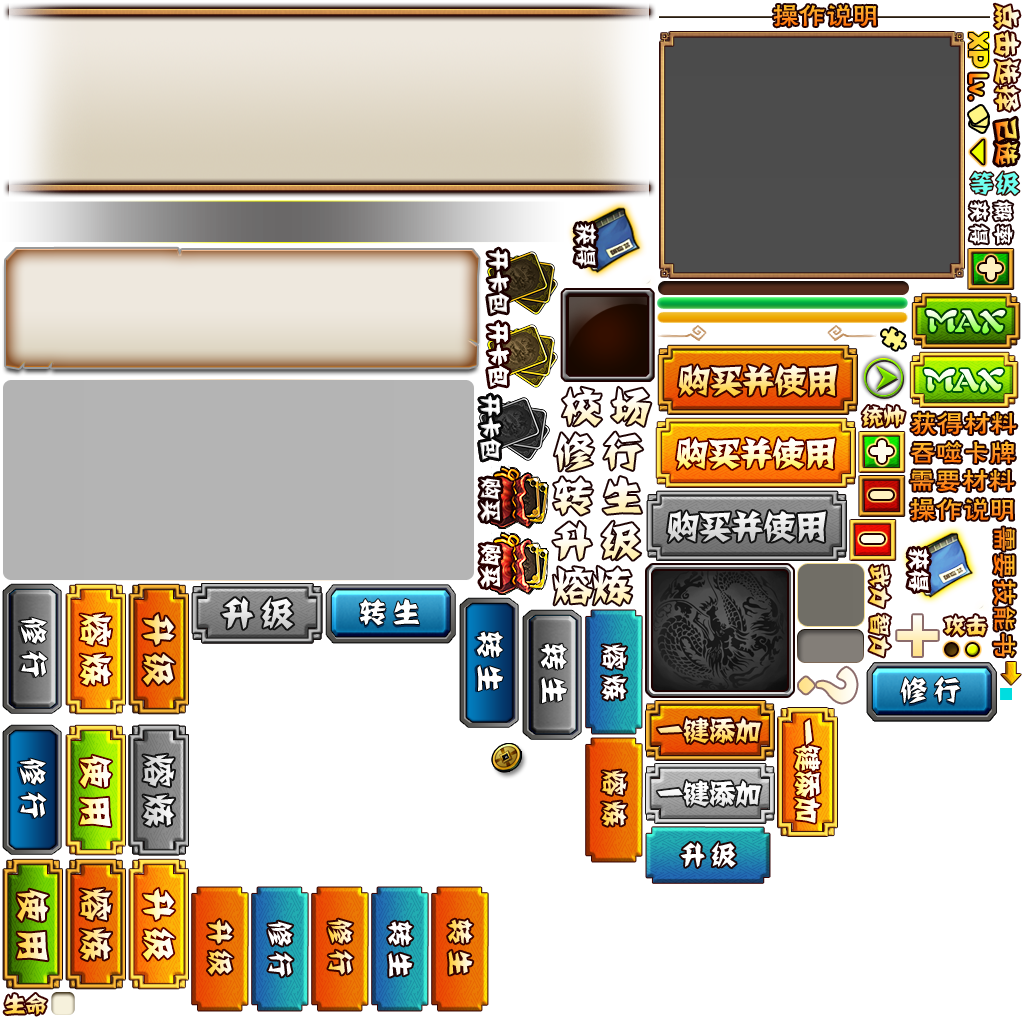 操作说明
点击选择
已选
XP
Lv.
等级
概率
获得
获得
开卡包
开卡包
开卡包
购买
购买
校场
修行
转生
升级
熔炼
购买并使用
购买并使用
购买并使用
MAX
MAX
统帅
获得材料
吞噬卡牌
需要材料
操作说明
获得
需要技能书
武力
智力
攻击
修行
修行
熔炼
升级
升级
转生
转生
转生
熔炼
修行
使用
熔炼
熔炼
一键添加
一键添加
一键添加
升级
使用
熔炼
升级
升级
修行
修行
转生
转生
生命